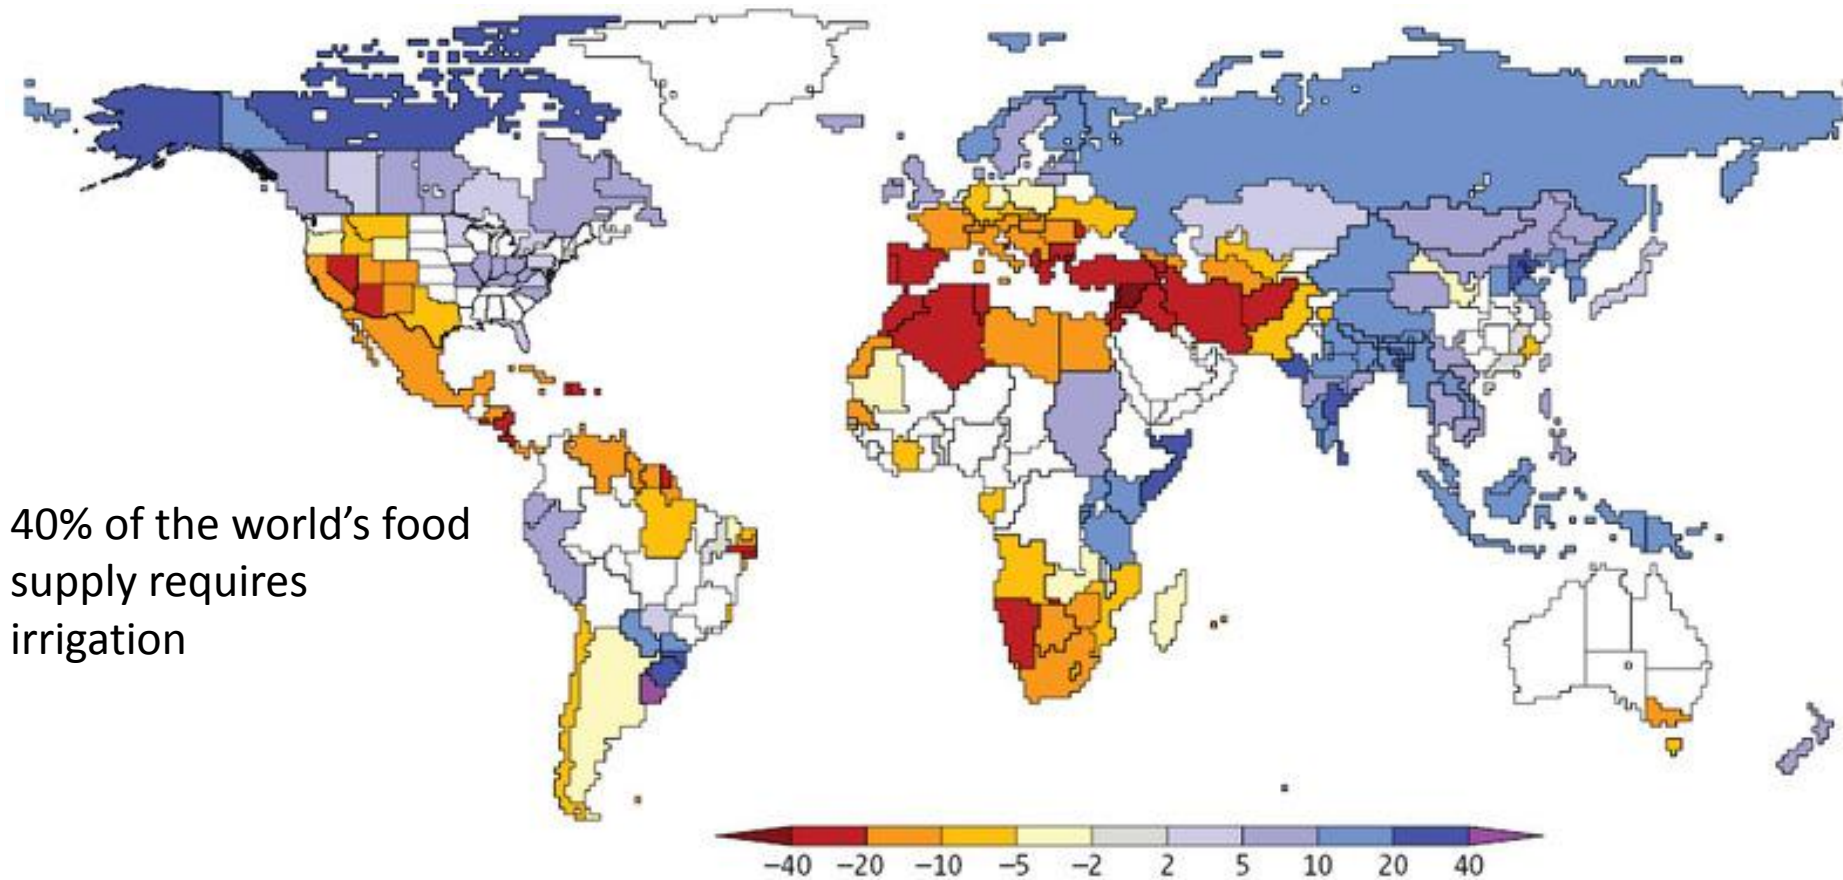 40% of the world’s food
supply requires
irrigation
−40 −20 −10 −5 −2 2 5 10 20 40